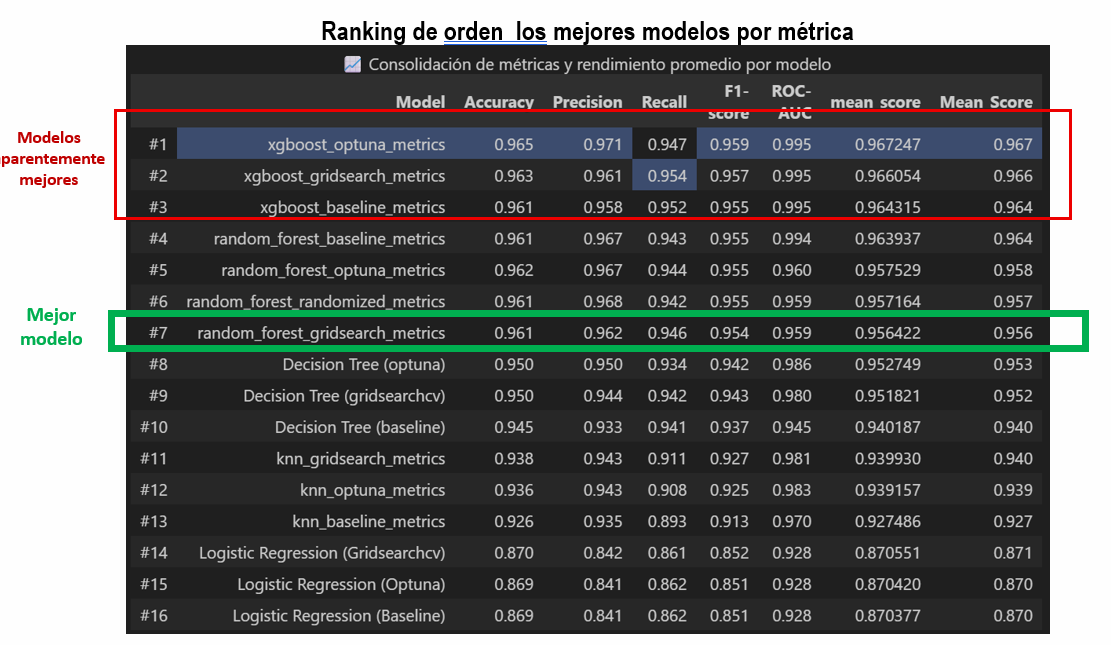 Ranking de orden los mejores modelos por métrica
Consolidación de métricas y rendimiento promedio por modelo
Model Accuracy Precision Recall F1-score ROC-AUC mean_score Mean Score
Modelos aparentemente mejores
#1 xgboost_optuna_metrics 0.965 0.971 0.947 0.959 0.995 0.967247 0.967
#2 xgboost_gridsearch_metrics 0.963 0.961 0.954 0.957 0.995 0.966054 0.966
#3 xgboost_baseline_metrics 0.961 0.958 0.952 0.955 0.995 0.964315 0.964
#4 random_forest_baseline_metrics 0.961 0.967 0.943 0.955 0.994 0.963937 0.964
#5 random_forest_optuna_metrics 0.962 0.967 0.944 0.955 0.960 0.957529 0.958
#6 random_forest_randomized_metrics 0.961 0.968 0.942 0.955 0.959 0.957164 0.957
Mejor modelo
#7 random_forest_gridsearch_metrics 0.961 0.962 0.946 0.954 0.959 0.956422 0.956
#8 Decision Tree (optuna) 0.950 0.950 0.934 0.942 0.986 0.952749 0.953
#9 Decision Tree (gridsearchcv) 0.950 0.944 0.942 0.943 0.980 0.951821 0.952
#10 Decision Tree (baseline) 0.945 0.933 0.941 0.937 0.945 0.940187 0.940
#11 knn_gridsearch_metrics 0.938 0.943 0.911 0.927 0.981 0.939930 0.940
#12 knn_optuna_metrics 0.936 0.943 0.908 0.925 0.983 0.939157 0.939
#13 knn_baseline_metrics 0.926 0.935 0.893 0.913 0.970 0.927486 0.927
#14 Logistic Regression (Gridsearchcv) 0.870 0.842 0.861 0.852 0.928 0.870551 0.871
#15 Logistic Regression (Optuna) 0.869 0.841 0.862 0.851 0.928 0.870420 0.870
#16 Logistic Regression (Baseline) 0.869 0.841 0.862 0.851 0.928 0.870377 0.870